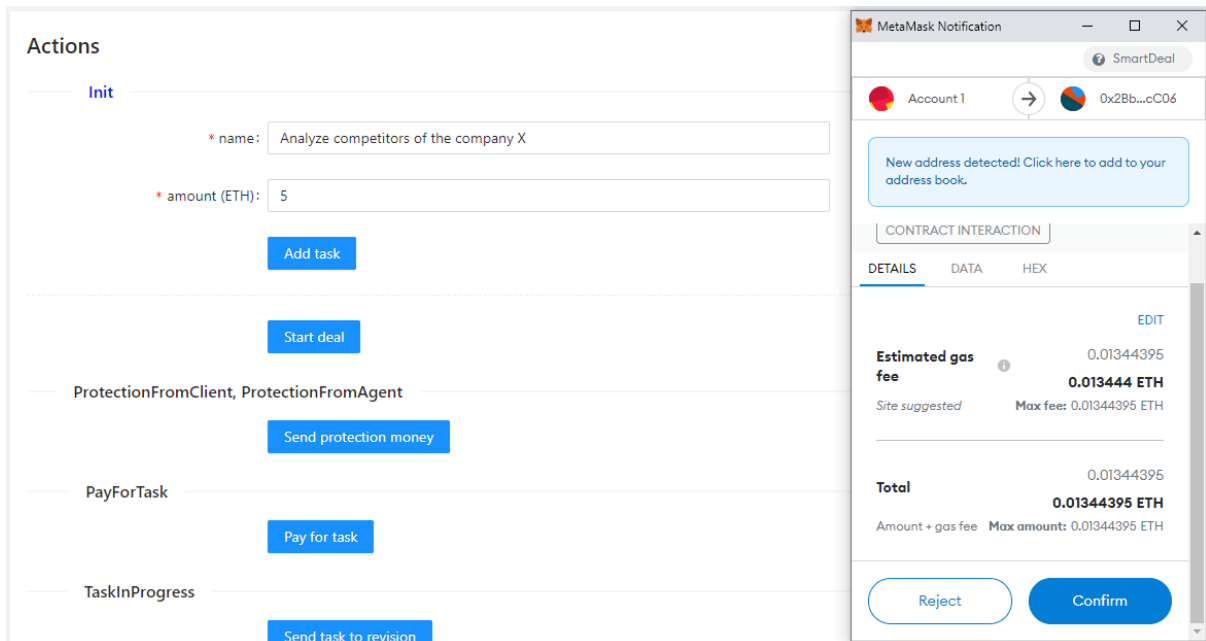 Actions
Init
* name:
Analyze competitors of the company X
* amount (ETH):
5
Add task
Start deal
ProtectionFromClient, ProtectionFromAgent
Send protection money
PayForTask
Pay for task
TaskInProgress
Send task to revision
MetaMask Notification
SmartDeal
Account 1
0x2Bb...cC06
New address detected! Click here to add to your
address book.
CONTRACT INTERACTION
DETAILS DATA HEX
EDIT
Estimated gas
fee
0.01344395
0.013444 ETH
Site suggested
Max fee: 0.01344395 ETH
Total
0.01344395
0.01344395 ETH
Amount + gas fee Max amount: 0.01344395 ETH
Reject
Confirm